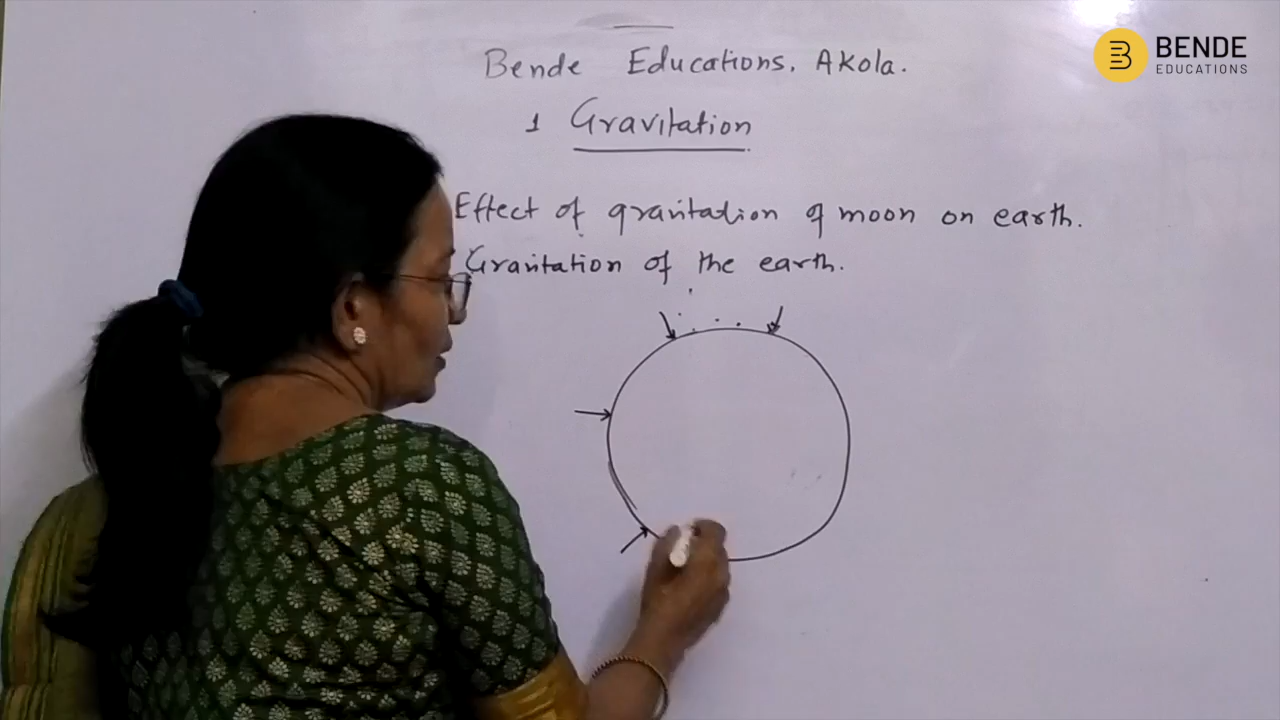 Bende Educations, Akola.
BENDE
EDUCATIONS
1 Gravitation
Effect of gravitation of moon on earth.
Gravitation of the earth.